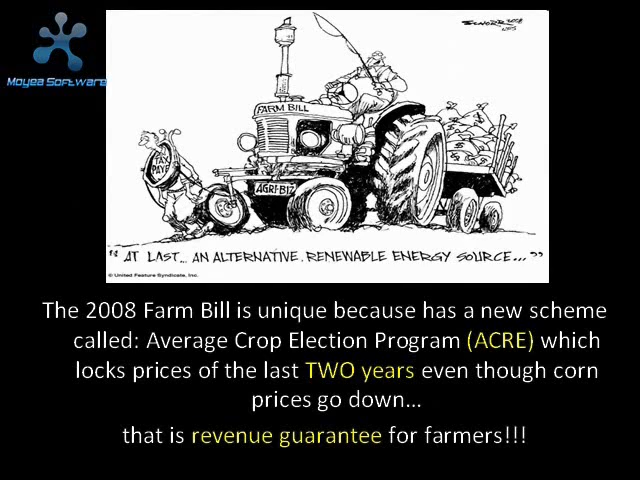 Moyea Software
SCHORR 2008
FARM BILL
TAX
PAYER
AGRI-BIZ
"AT LAST... AN ALTERNATIVE, RENEWABLE ENERGY SOURCE..."
© United Feature Syndicate, Inc.
The 2008 Farm Bill is unique because has a new scheme
called: Average Crop Election Program (ACRE) which
locks prices of the last TWO years even though corn
prices go down...
that is revenue guarantee for farmers!!!